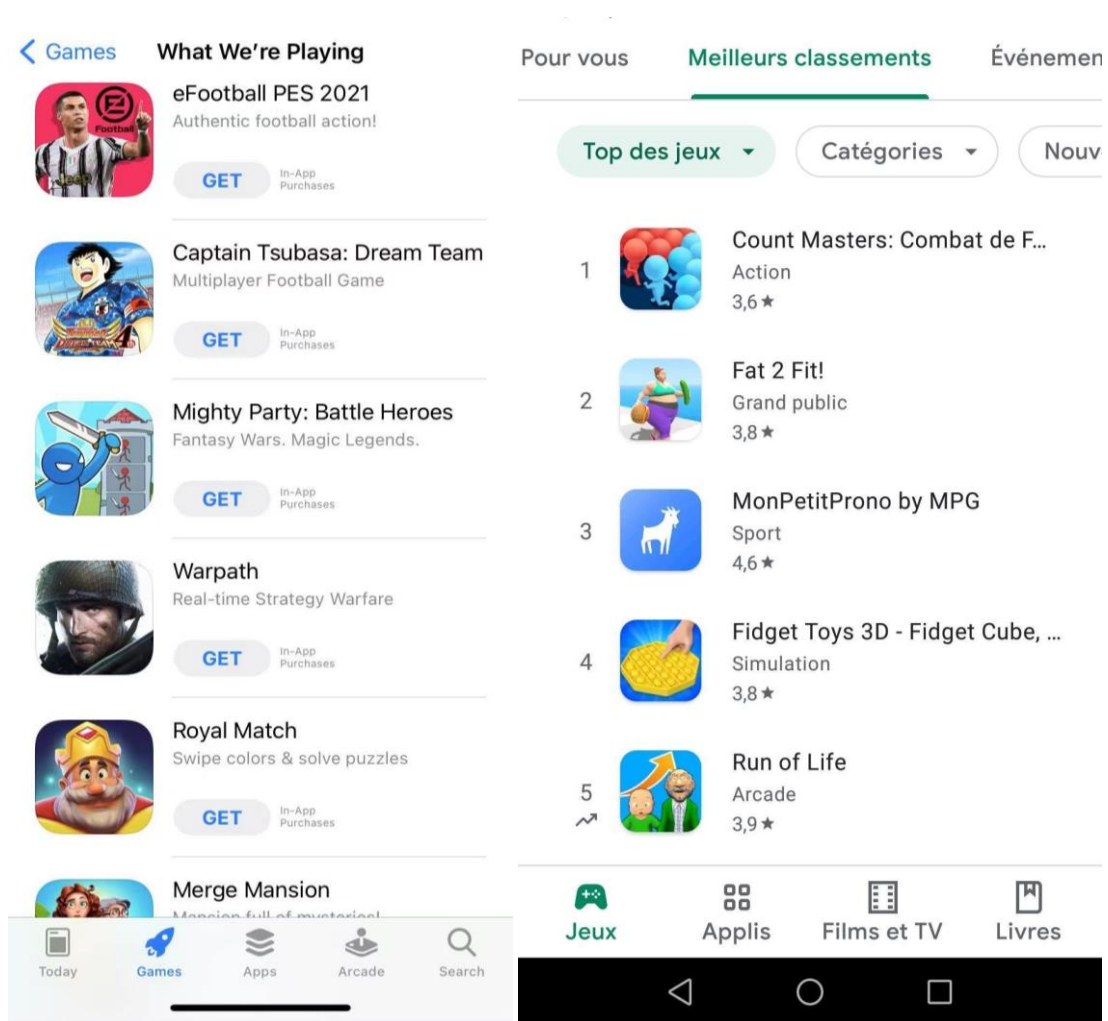 Games
What We're Playing
eFootball PES 2021
Authentic football action!
GET
In-App
Purchases
Captain Tsubasa: Dream Team
Multiplayer Football Game
GET
In-App
Purchases
Mighty Party: Battle Heroes
Fantasy Wars. Magic Legends.
GET
In-App
Purchases
Warpath
Real-time Strategy Warfare
GET
In-App
Purchases
Royal Match
Swipe colors & solve puzzles
GET
In-App
Purchases
Merge Mansion
Mansion full of mysteries!
Today
Games
Apps
Arcade
Search
Pour vous
Meilleurs classements
Événemen
Top des jeux
Catégories
Nouv
1
Count Masters: Combat de F...
Action
3,6★
2
Fat 2 Fit!
Grand public
3,8★
3
MonPetitProno by MPG
Sport
4,6★
4
Fidget Toys 3D - Fidget Cube, ...
Simulation
3,8★
5
Run of Life
Arcade
3,9★
Jeux
Applis
Films et TV
Livres